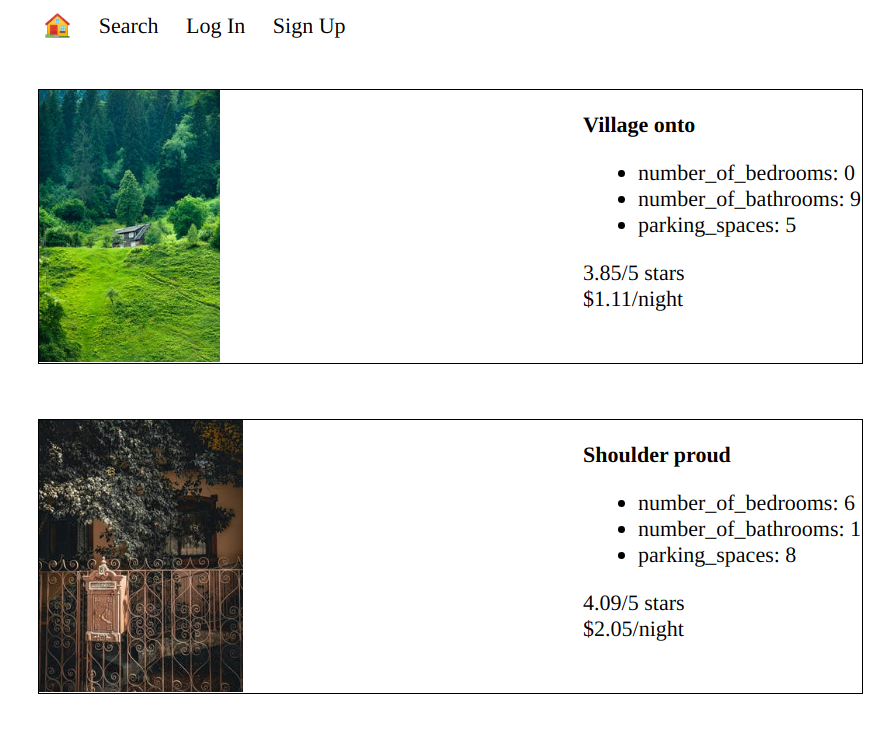 🏠 Search Log In Sign Up
Village onto
• number_of_bedrooms: 0
• number_of_bathrooms: 9
• parking_spaces: 5
3.85/5 stars
$1.11/night
Shoulder proud
• number_of_bedrooms: 6
• number_of_bathrooms: 1
• parking_spaces: 8
4.09/5 stars
$2.05/night